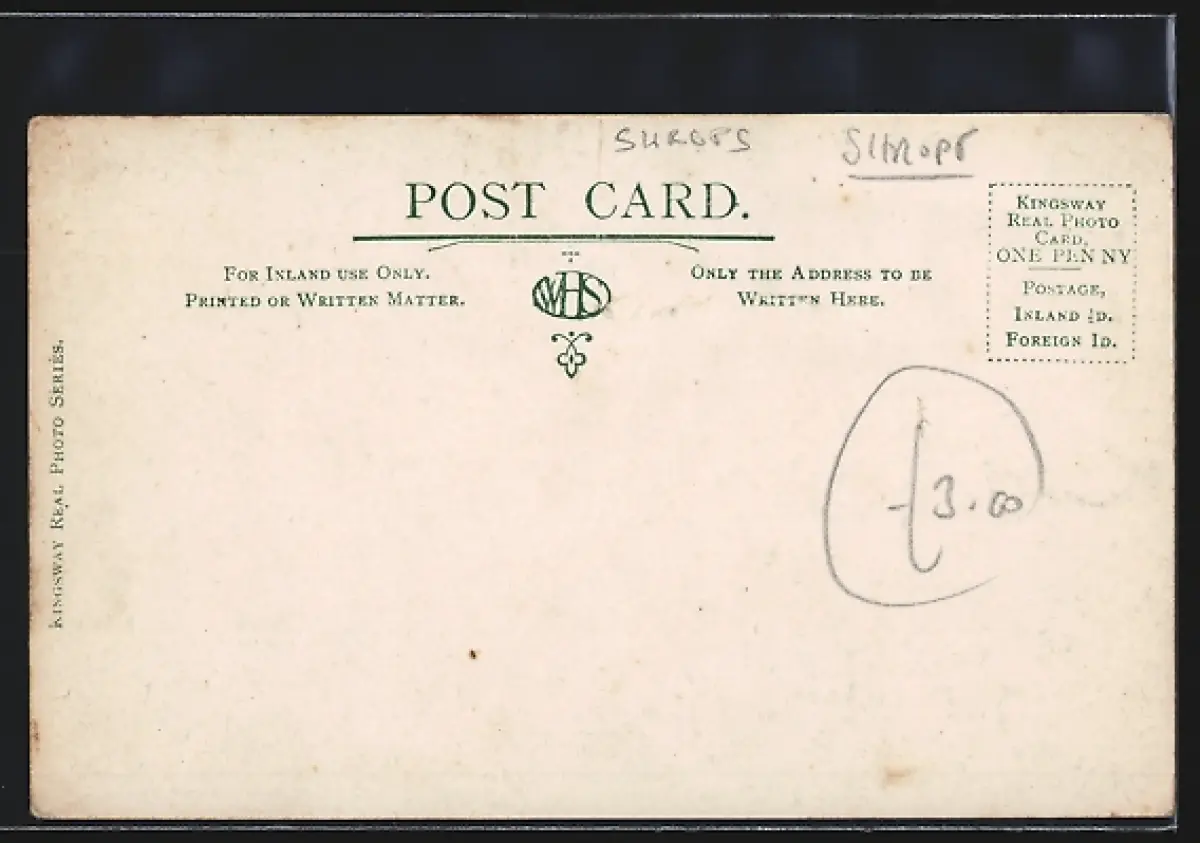 SHROPS
SHROPS
POST CARD.
FOR INLAND USE ONLY.
PRINTED OR WRITTEN MATTER.
WHS
ONLY THE ADDRESS TO BE
WRITTEN HERE.
KINGSWAY
REAL PHOTO
CARD,
ONE PENNY
POSTAGE,
INLAND ½D.
FOREIGN 1D.
KINGSWAY REAL PHOTO SERIES.
£3.00